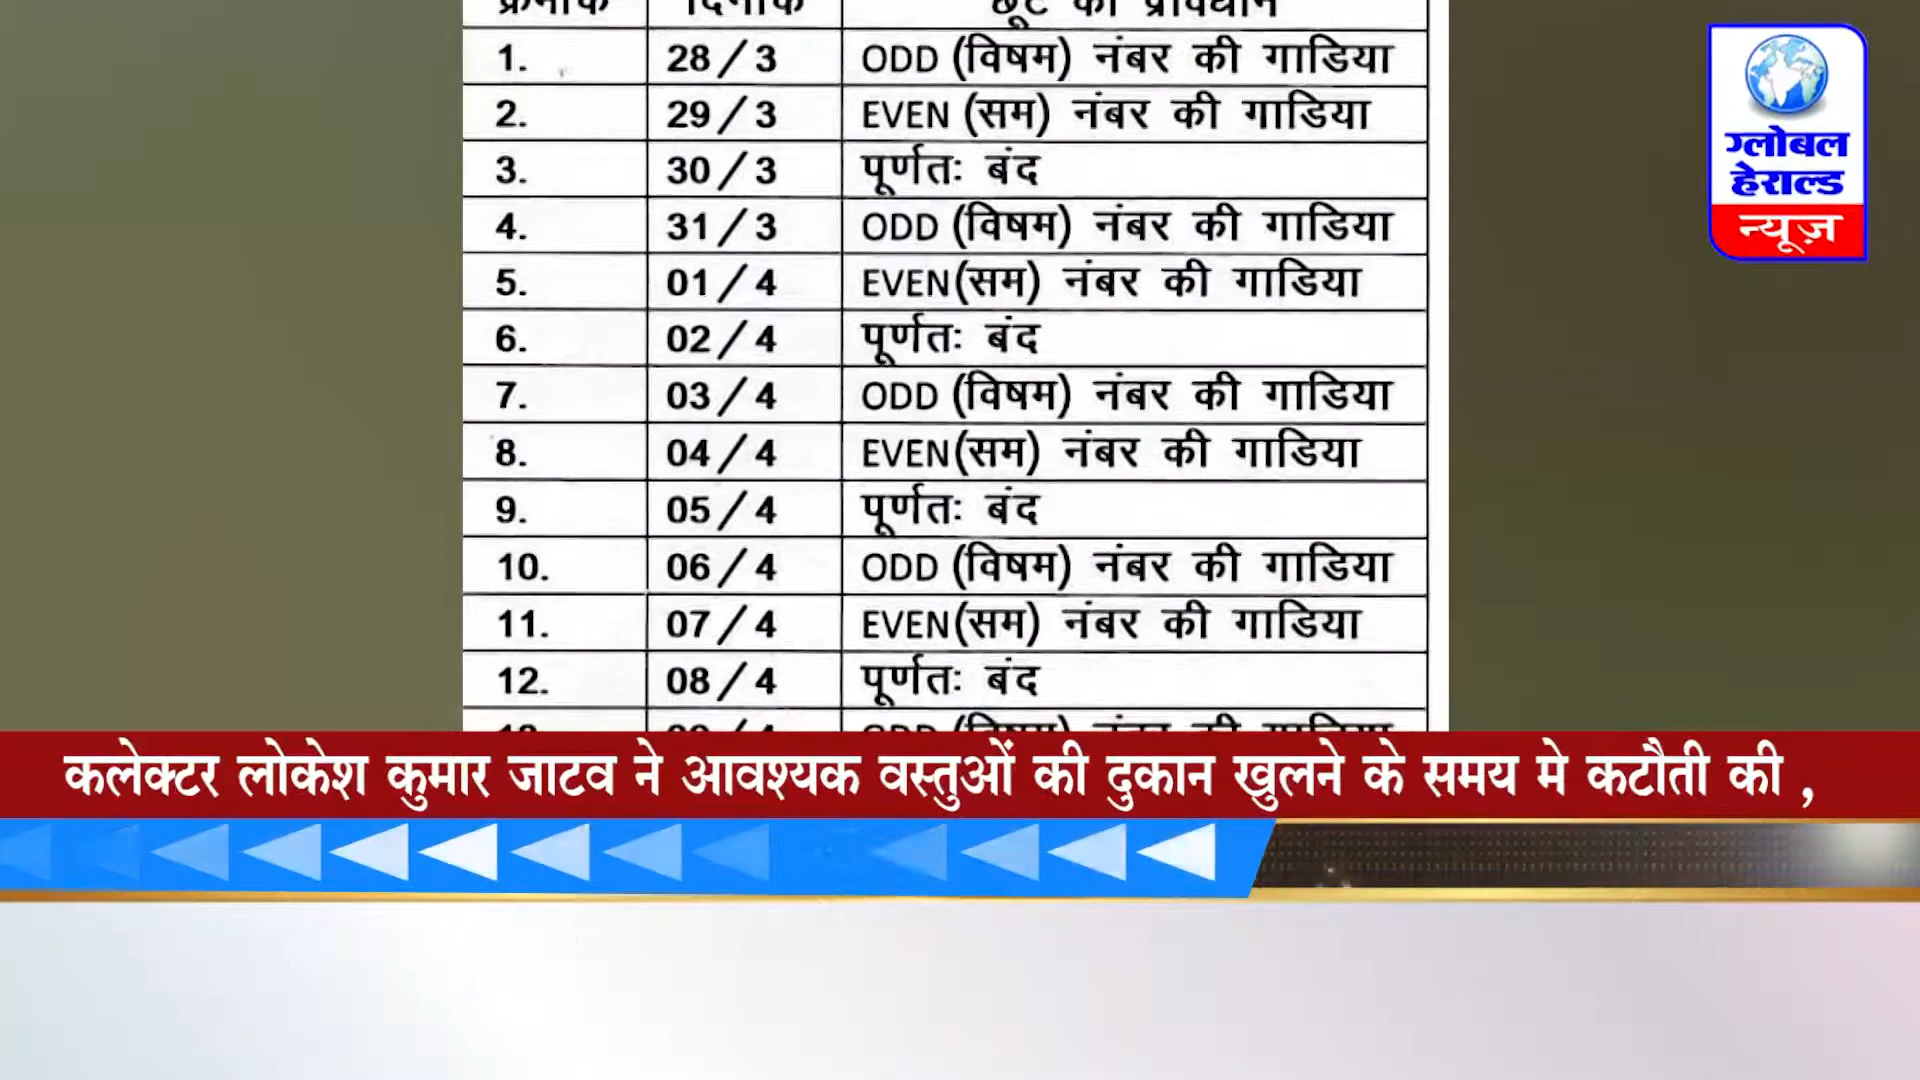 क्रमांक दिनांक छूट का प्रावधान
1. 28/3 ODD (विषम) नंबर की गाडिया
2. 29/3 EVEN (सम) नंबर की गाडिया
3. 30/3 पूर्णतः बंद
4. 31/3 ODD (विषम) नंबर की गाडिया
5. 01/4 EVEN(सम) नंबर की गाडिया
6. 02/4 पूर्णतः बंद
7. 03/4 ODD (विषम) नंबर की गाडिया
8. 04/4 EVEN(सम) नंबर की गाडिया
9. 05/4 पूर्णतः बंद
10. 06/4 ODD (विषम) नंबर की गाडिया
11. 07/4 EVEN(सम) नंबर की गाडिया
12. 08/4 पूर्णतः बंद
ग्लोबल
हेराल्ड
न्यूज़
कलेक्टर लोकेश कुमार जाटव ने आवश्यक वस्तुओं की दुकान खुलने के समय मे कटौती की ,